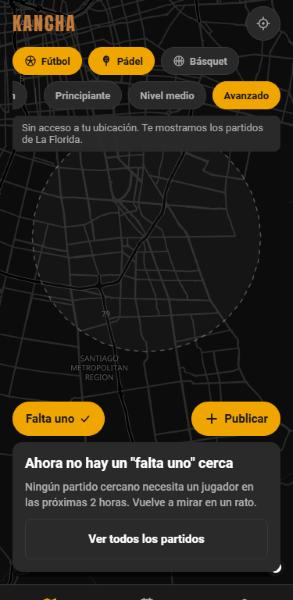 KANCHA
Fútbol
Pádel
Básquet
Principiante
Nivel medio
Avanzado
Sin acceso a tu ubicación. Te mostramos los partidos
de La Florida.
SANTIAGO
METROPOLITAN
REGION
Falta uno
Publicar
Ahora no hay un "falta uno" cerca
Ningún partido cercano necesita un jugador en
las próximas 2 horas. Vuelve a mirar en un rato.
Ver todos los partidos